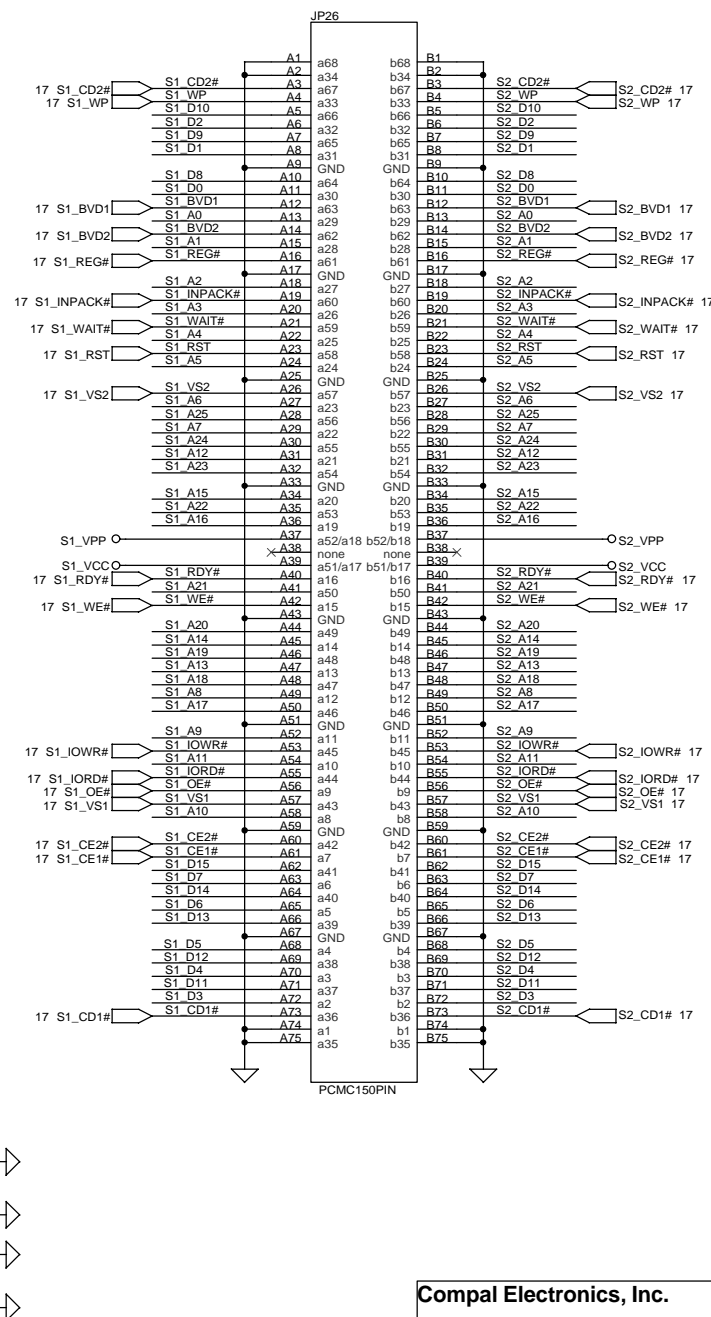 JP26
A1 a68 b68 B1
A2 a34 b34 B2
17 S1_CD2# S1_CD2# A3 a67 b67 B3 S2_CD2# S2_CD2# 17
17 S1_WP S1_WP A4 a33 b33 B4 S2_WP S2_WP 17
S1_D10 A5 a66 b66 B5 S2_D10
S1_D2 A6 a32 b32 B6 S2_D2
S1_D9 A7 a65 b65 B7 S2_D9
S1_D1 A8 a31 b31 B8 S2_D1
A9 GND GND B9
S1_D8 A10 a64 b64 B10 S2_D8
S1_D0 A11 a30 b30 B11 S2_D0
17 S1_BVD1 S1_BVD1 A12 a63 b63 B12 S2_BVD1 S2_BVD1 17
S1_A0 A13 a29 b29 B13 S2_A0
17 S1_BVD2 S1_BVD2 A14 a62 b62 B14 S2_BVD2 S2_BVD2 17
S1_A1 A15 a28 b28 B15 S2_A1
17 S1_REG# S1_REG# A16 a61 b61 B16 S2_REG# S2_REG# 17
A17 GND GND B17
S1_A2 A18 a27 b27 B18 S2_A2
17 S1_INPACK# S1_INPACK# A19 a60 b60 B19 S2_INPACK# S2_INPACK# 17
S1_A3 A20 a26 b26 B20 S2_A3
17 S1_WAIT# S1_WAIT# A21 a59 b59 B21 S2_WAIT# S2_WAIT# 17
S1_A4 A22 a25 b25 B22 S2_A4
17 S1_RST S1_RST A23 a58 b58 B23 S2_RST S2_RST 17
S1_A5 A24 a24 b24 B24 S2_A5
A25 GND GND B25
17 S1_VS2 S1_VS2 A26 a57 b57 B26 S2_VS2 S2_VS2 17
S1_A6 A27 a23 b23 B27 S2_A6
S1_A25 A28 a56 b56 B28 S2_A25
S1_A7 A29 a22 b22 B29 S2_A7
S1_A24 A30 a55 b55 B30 S2_A24
S1_A12 A31 a21 b21 B31 S2_A12
S1_A23 A32 a54 b54 B32 S2_A23
A33 GND GND B33
S1_A15 A34 a20 b20 B34 S2_A15
S1_A22 A35 a53 b53 B35 S2_A22
S1_A16 A36 a19 b19 B36 S2_A16
S1_VPP A37 a52/a18 b52/b18 B37 S2_VPP
A38 none none B38
S1_VCC A39 a51/a17 b51/b17 B39 S2_VCC
17 S1_RDY# S1_RDY# A40 a16 b16 B40 S2_RDY# S2_RDY# 17
S1_A21 A41 a50 b50 B41 S2_A21
17 S1_WE# S1_WE# A42 a15 b15 B42 S2_WE# S2_WE# 17
A43 GND GND B43
S1_A20 A44 a49 b49 B44 S2_A20
S1_A14 A45 a14 b14 B45 S2_A14
S1_A19 A46 a48 b48 B46 S2_A19
S1_A13 A47 a13 b13 B47 S2_A13
S1_A18 A48 a47 b47 B48 S2_A18
S1_A8 A49 a12 b12 B49 S2_A8
S1_A17 A50 a46 b46 B50 S2_A17
A51 GND GND B51
S1_A9 A52 a11 b11 B52 S2_A9
17 S1_IOWR# S1_IOWR# A53 a45 b45 B53 S2_IOWR# S2_IOWR# 17
S1_A11 A54 a10 b10 B54 S2_A11
17 S1_IORD# S1_IORD# A55 a44 b44 B55 S2_IORD# S2_IORD# 17
17 S1_OE# S1_OE# A56 a9 b9 B56 S2_OE# S2_OE# 17
17 S1_VS1 S1_VS1 A57 a43 b43 B57 S2_VS1 S2_VS1 17
S1_A10 A58 a8 b8 B58 S2_A10
A59 GND GND B59
17 S1_CE2# S1_CE2# A60 a42 b42 B60 S2_CE2# S2_CE2# 17
17 S1_CE1# S1_CE1# A61 a7 b7 B61 S2_CE1# S2_CE1# 17
S1_D15 A62 a41 b41 B62 S2_D15
S1_D7 A63 a6 b6 B63 S2_D7
S1_D14 A64 a40 b40 B64 S2_D14
S1_D6 A65 a5 b5 B65 S2_D6
S1_D13 A66 a39 b39 B66 S2_D13
A67 GND GND B67
S1_D5 A68 a4 b4 B68 S2_D5
S1_D12 A69 a38 b38 B69 S2_D12
S1_D4 A70 a3 b3 B70 S2_D4
S1_D11 A71 a37 b37 B71 S2_D11
S1_D3 A72 a2 b2 B72 S2_D3
17 S1_CD1# S1_CD1# A73 a36 b36 B73 S2_CD1# S2_CD1# 17
A74 a1 b1 B74
A75 a35 b35 B75
PCMC150PIN
Compal Electronics, Inc.